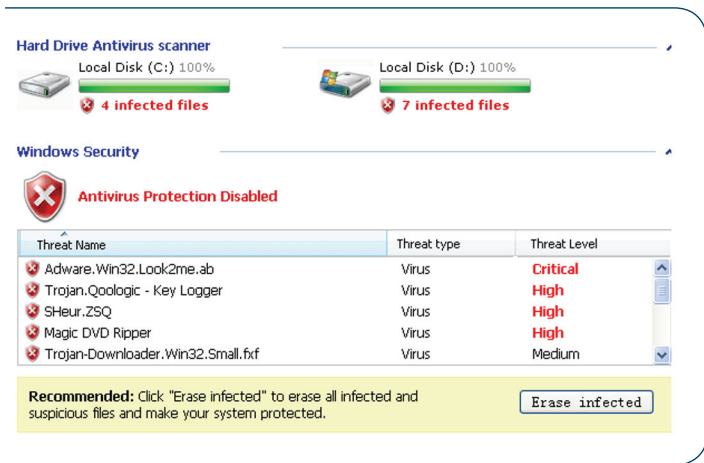 Hard Drive Antivirus scanner
Local Disk (C:) 100%
4 infected files
Local Disk (D:) 100%
7 infected files
Windows Security
Antivirus Protection Disabled
Threat Name Threat type Threat Level
Adware.Win32.Look2me.ab Virus Critical
Trojan.Qoologic - Key Logger Virus High
SHeur.ZSQ Virus High
Magic DVD Ripper Virus High
Trojan-Downloader.Win32.Small.fxf Virus Medium
Recommended: Click "Erase infected" to erase all infected and
suspicious files and make your system protected.
Erase infected